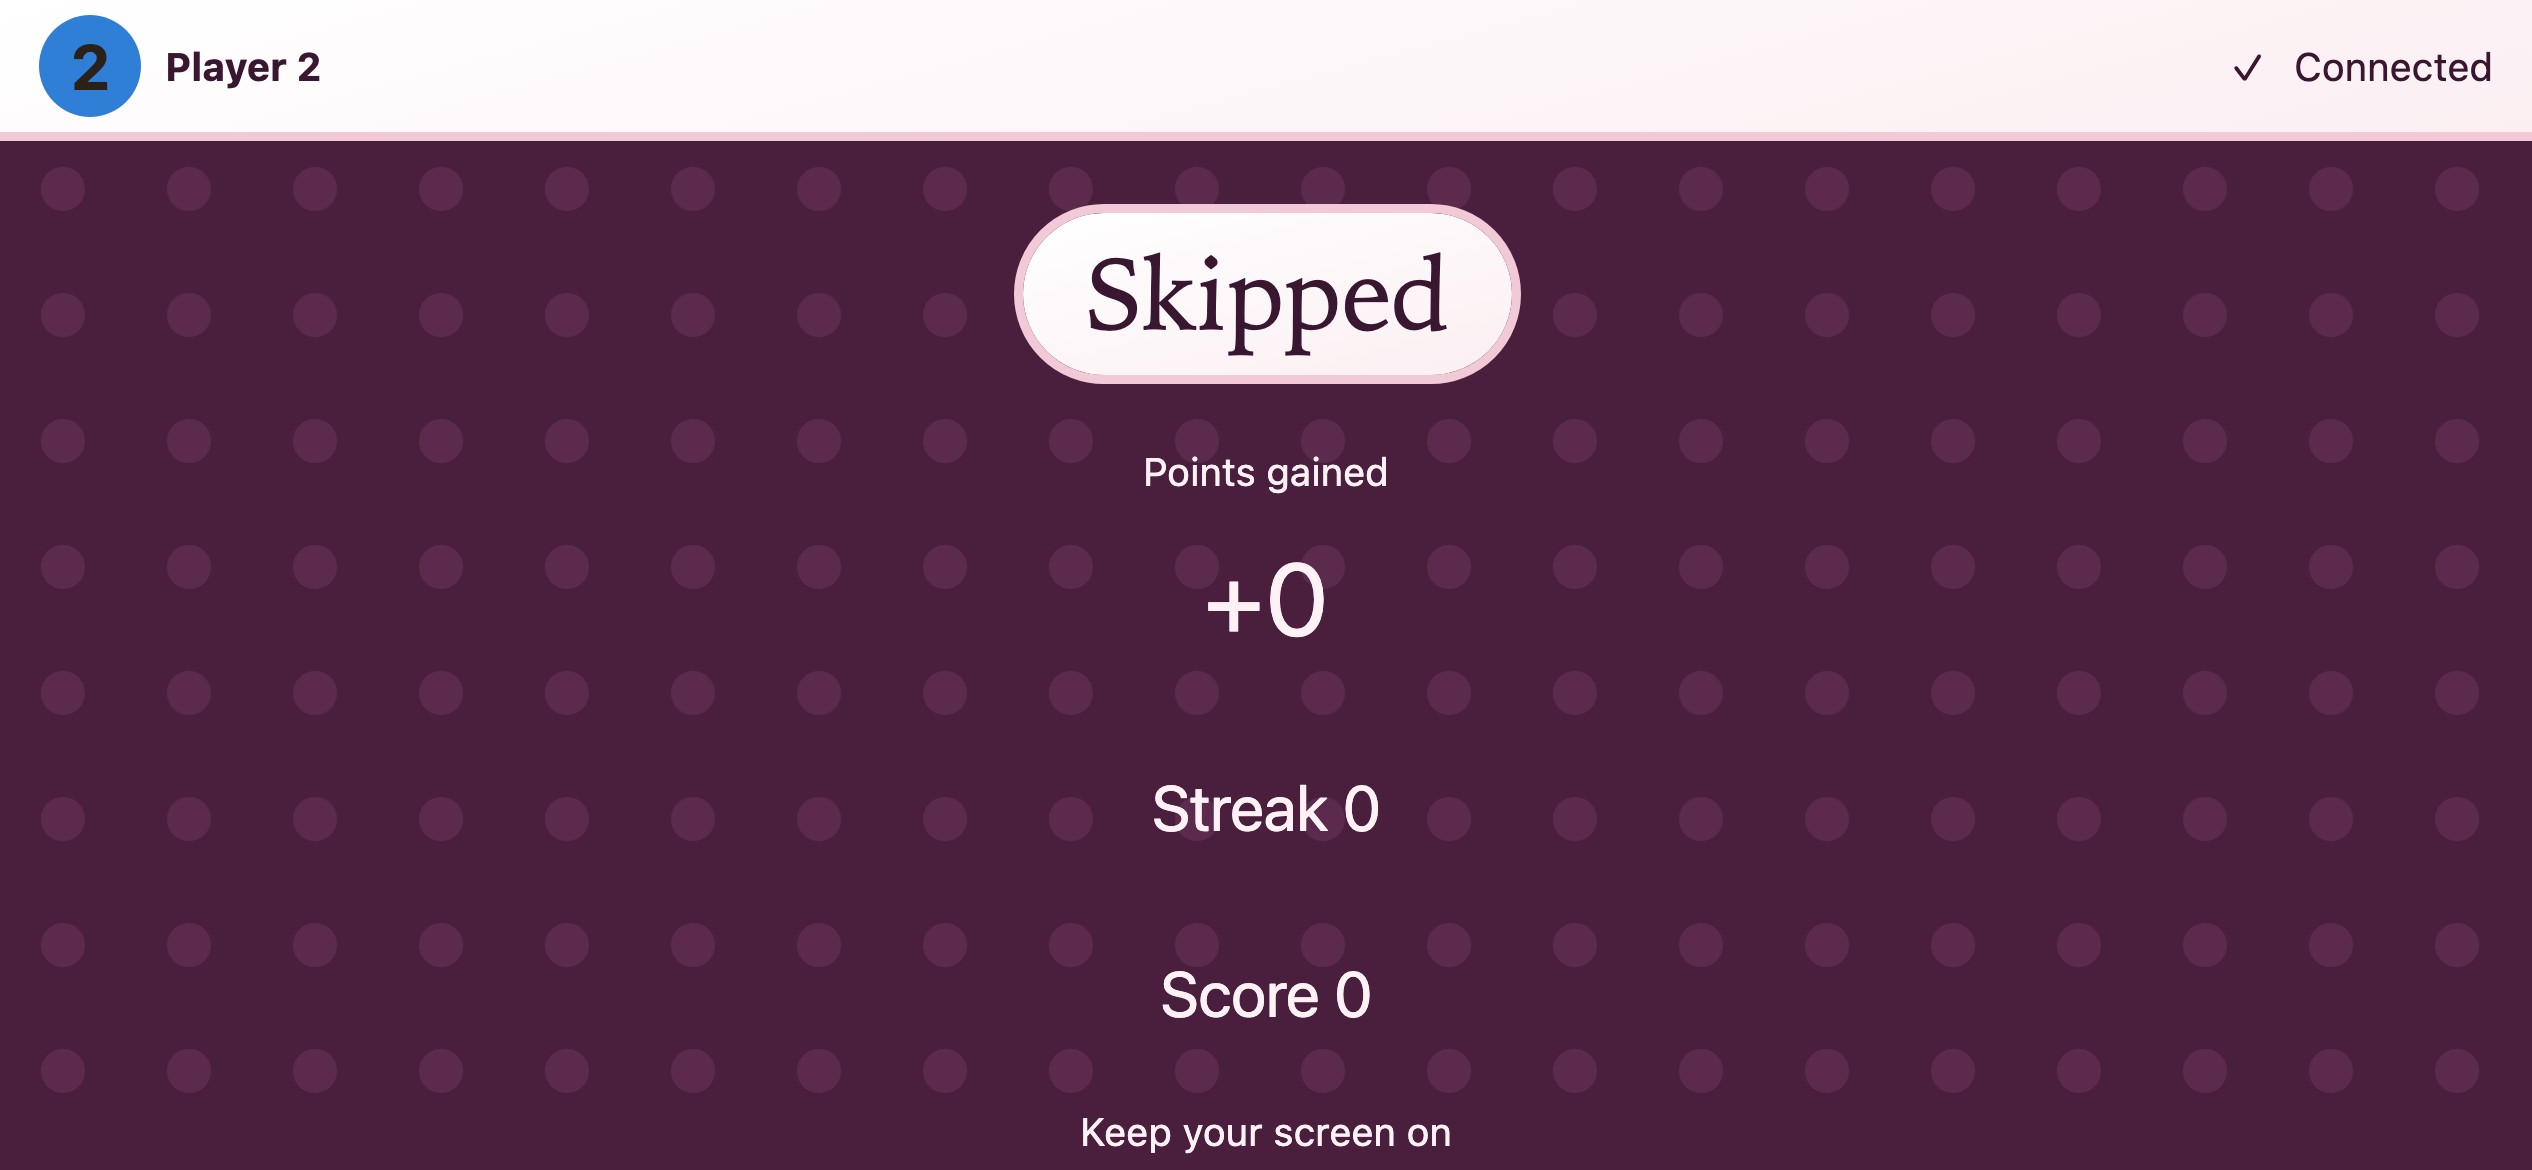 2 Player 2
✓ Connected
Skipped
Points gained
+0
Streak 0
Score 0
Keep your screen on